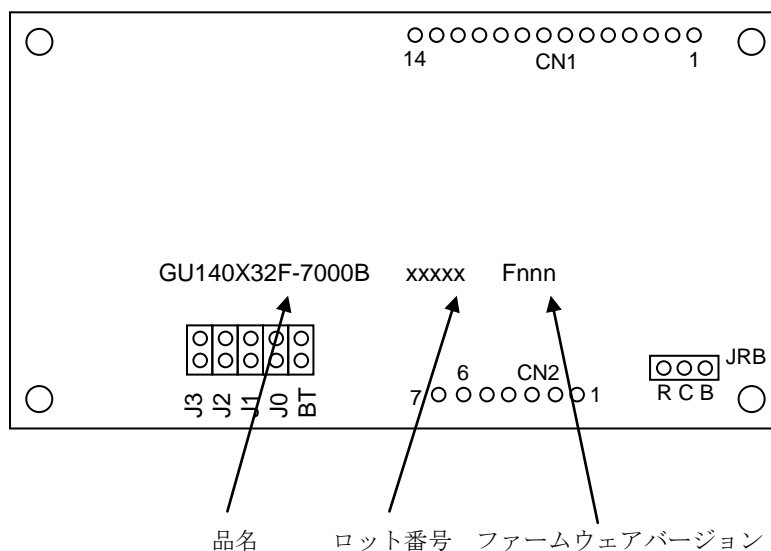 14 CN1 1
GU140X32F-7000B xxxxx Fnnn
J3 J2 J1 J0 BT
7 6 CN2 1
JRB
R C B
品名 ロット番号 ファームウェアバージョン